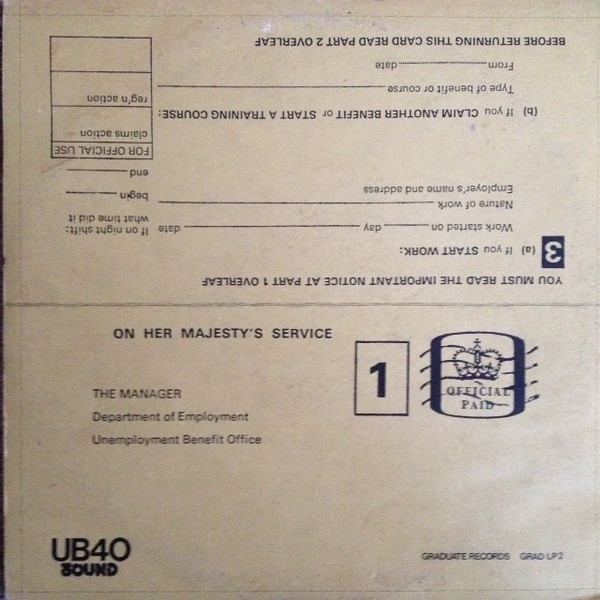 BEFORE RETURNING THIS CARD READ PART 2 OVERLEAF
From date
Type of benefit or course
(b) If you CLAIM ANOTHER BENEFIT or START A TRAINING COURSE:
reg'n action
claims action
FOR OFFICIAL USE
end
begin
If on night shift:
what time did it
Employer's name and address
Nature of work
Work started on day date
3 (a) If you START WORK:
YOU MUST READ THE IMPORTANT NOTICE AT PART 1 OVERLEAF
ON HER MAJESTY'S SERVICE
1
OFFICIAL
PAID
THE MANAGER
Department of Employment
Unemployment Benefit Office
UB40
SOUND
GRADUATE RECORDS GRAD LP2